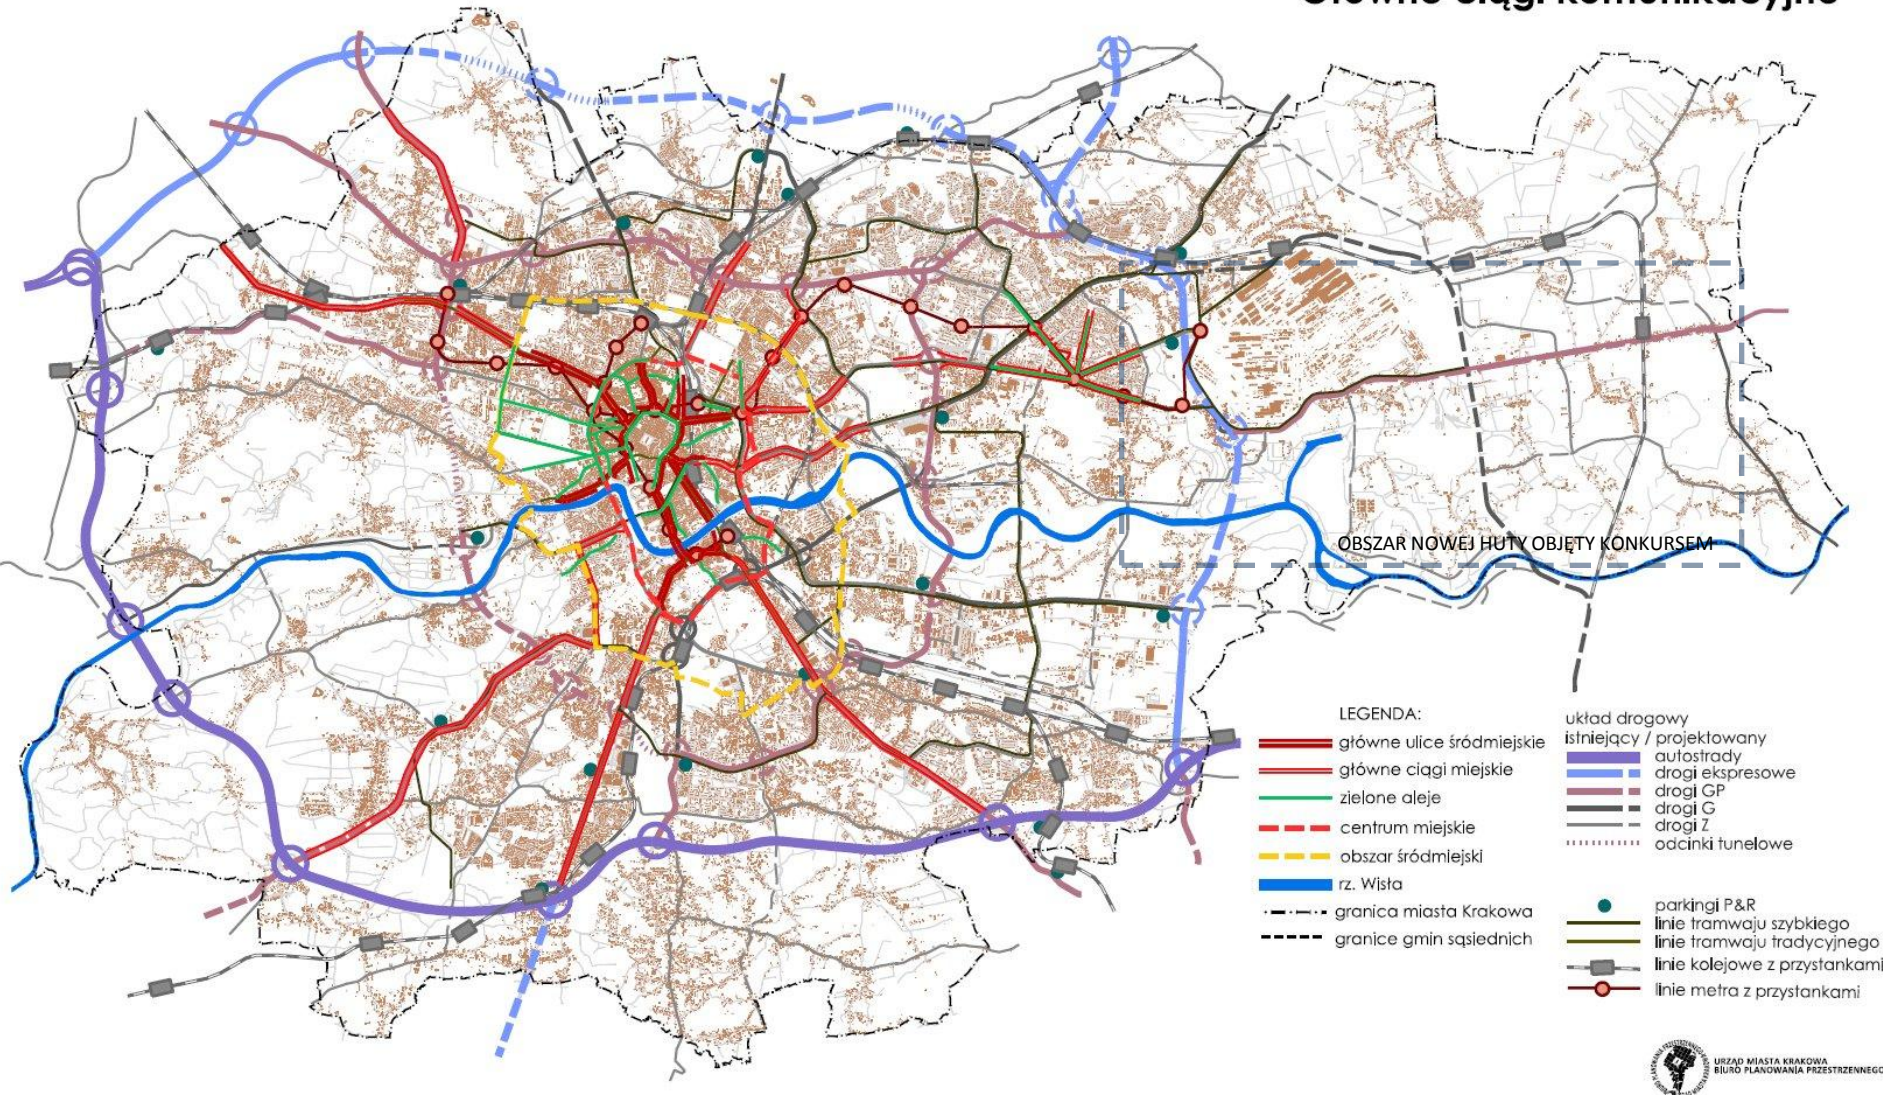 Główne ciągi komunikacyjne
OBSZAR NOWEJ HUTY OBJĘTY KONKURSEM
LEGENDA:
główne ulice śródmiejskie
główne ciągi miejskie
zielone aleje
centrum miejskie
obszar śródmiejski
rz. Wisła
granica miasta Krakowa
granice gmin sąsiednich
układ drogowy
istniejący / projektowany
autostrady
drogi ekspresowe
drogi GP
drogi G
drogi Z
odcinki tunelowe
parkingi P&R
linie tramwaju szybkiego
linie tramwaju tradycyjnego
linie kolejowe z przystankami
linie metra z przystankami
URZĄD MIASTA KRAKOWA
BIURO PLANOWANIA PRZESTRZENNEGO